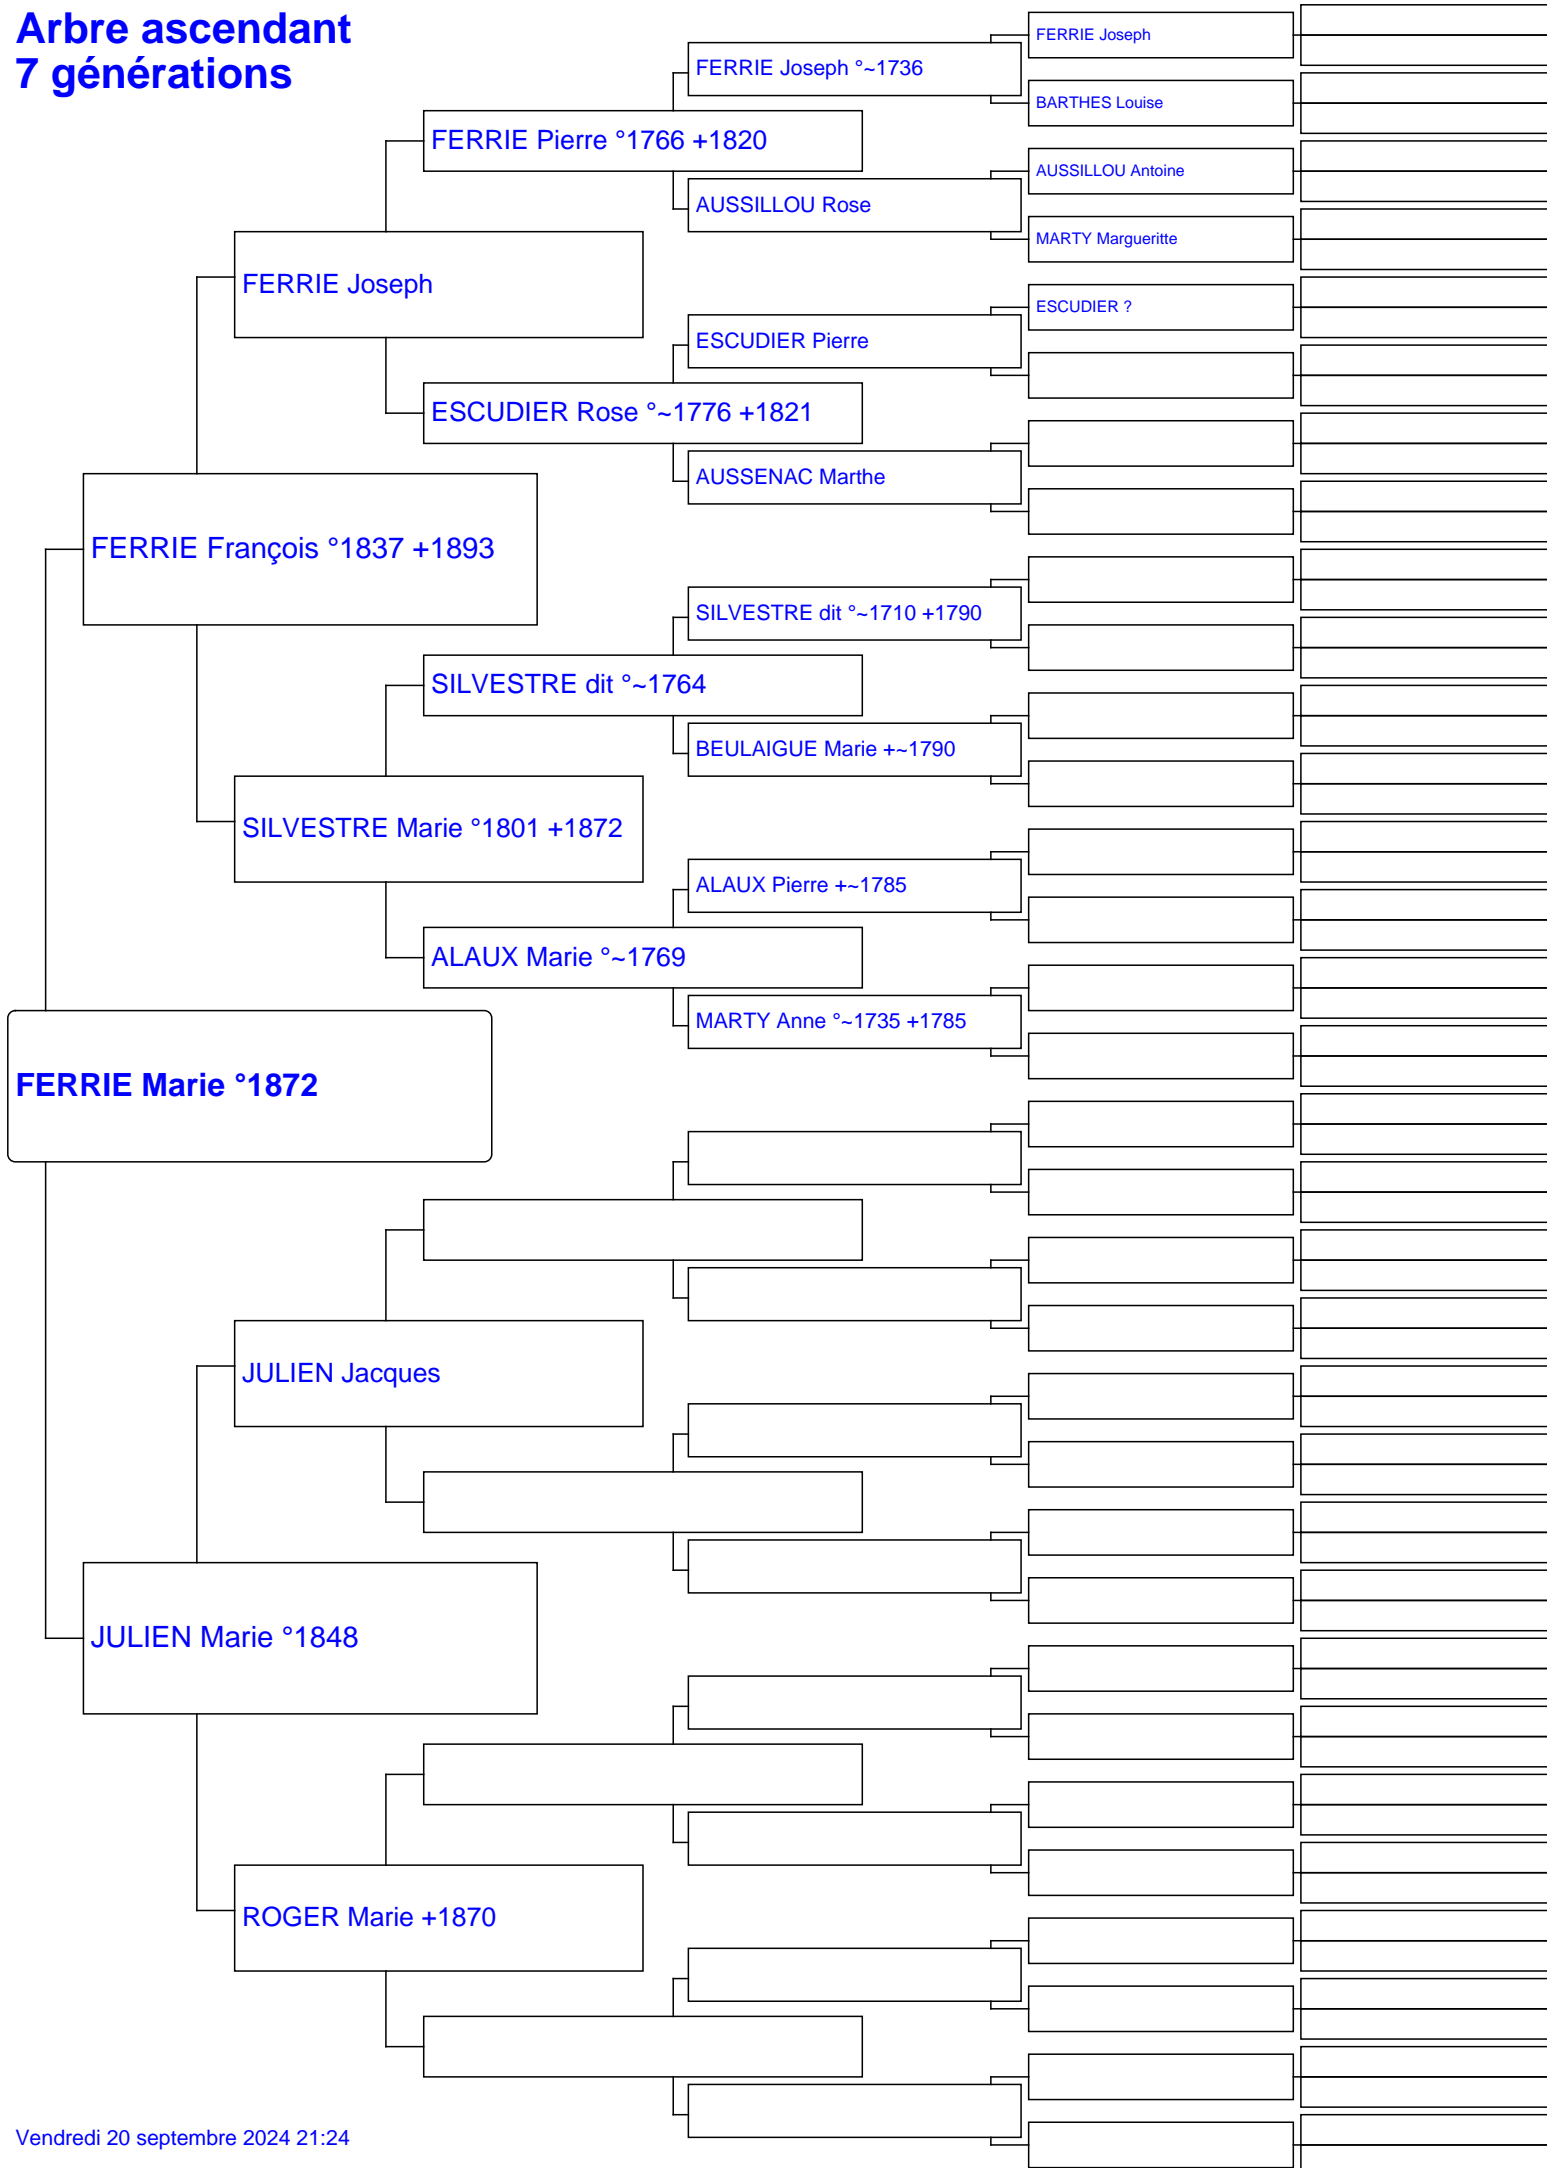 Arbre ascendant
7 générations
FERRIE Joseph
FERRIE Joseph °~1736
BARTHES Louise
FERRIE Pierre °1766 +1820
AUSSILLOU Antoine
AUSSILLOU Rose
MARTY Margueritte
FERRIE Joseph
ESCUDIER ?
ESCUDIER Pierre
ESCUDIER Rose °~1776 +1821
AUSSENAC Marthe
FERRIE François °1837 +1893
SILVESTRE dit °~1710 +1790
SILVESTRE dit °~1764
BEULAIGUE Marie +~1790
SILVESTRE Marie °1801 +1872
ALAUX Pierre +~1785
ALAUX Marie °~1769
MARTY Anne °~1735 +1785
FERRIE Marie °1872
JULIEN Jacques
JULIEN Marie °1848
ROGER Marie +1870
Vendredi 20 septembre 2024 21:24